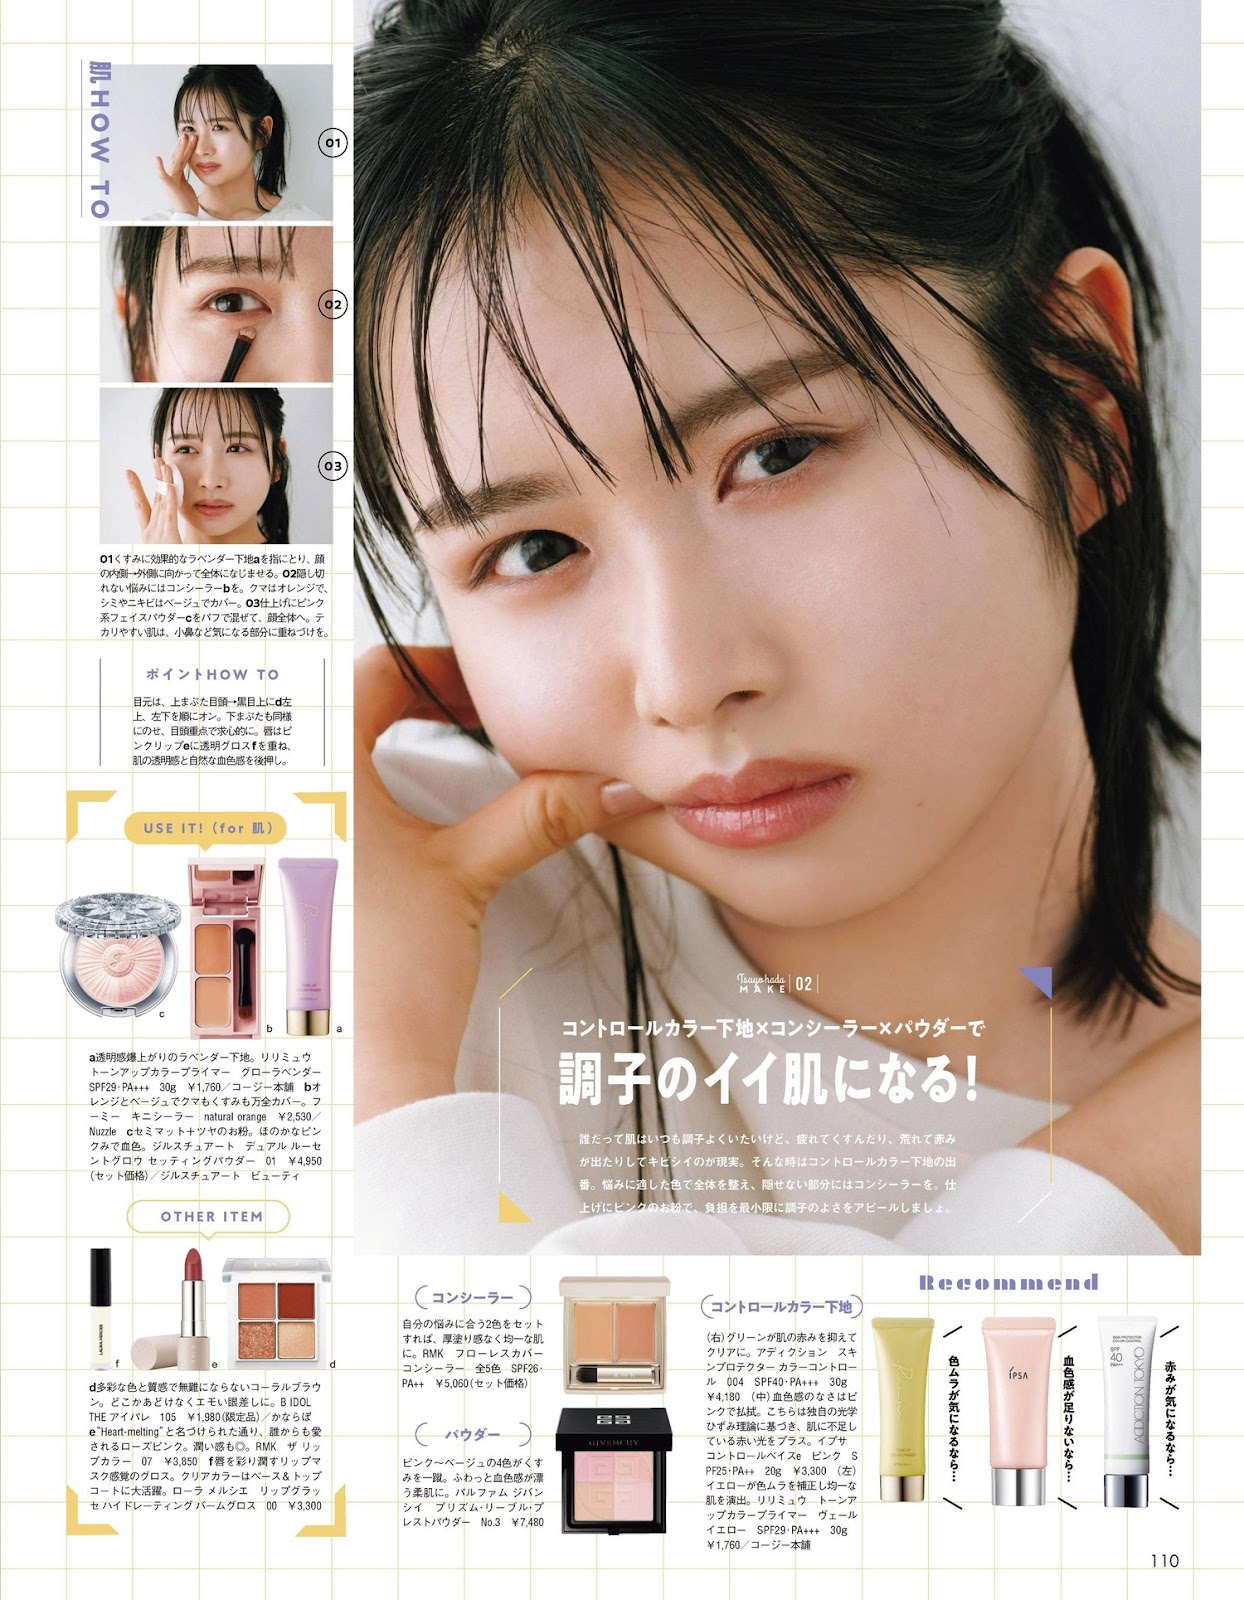 肌 HOW TO
01
02
03
01くすみに効果的なラベンダー下地aを指にとり、顔
の内側→外側に向かって全体になじませる。02隠し切
れない悩みにはコンシーラーbを。クマはオレンジで、
シミやニキビはベージュでカバー。03仕上げにピンク
系フェイスパウダーcをパフで混ぜて、顔全体へ。テ
カリやすい肌は、小鼻など気になる部分に重ねづけを。
ポイントHOW TO
目元は、上まぶた目頭→黒目上にd左
上、左下を順にオン。下まぶたも同様
にのせ、目頭重点で求心的に。唇はピ
ンクリップeに透明グロスfを重ね、
肌の透明感と自然な血色感を後押し。
USE IT! (for 肌)
c
b
a
a透明感爆上がりのラベンダー下地。リリミュウ
トーンアップカラープライマー グローラベンダー
SPF29・PA+++ 30g ¥1,760/コージー本舗 bオ
レンジとベージュでクマもくすみも万全カバー。フ
ーミー キニシーラー natural orange ¥2,530/
Nuzzle cセミマット+ツヤのお粉。ほのかなピン
クみで血色。ジルスチュアート デュアル ルーセ
ントグロウ セッティングパウダー 01 ¥4,950
(セット価格)/ジルスチュアート ビューティ
OTHER ITEM
LAURA MERCIER
f
e
d
d多彩な色と質感で無難にならないコーラルブラウ
ン。どこかあどけなくエモい眼差しに。B IDOL
THE アイパレ 105 ¥1,980(限定品)/かならぼ
e"Heart-melting"と名づけられた通り、誰からも愛
されるローズピンク。潤い感も◎。RMK ザ リッ
プカラー 07 ¥3,850 f唇を彩り潤すリップマ
スク感覚のグロス。クリアカラーはベース&トップ
コートに大活躍。ローラ メルシエ リップグラッ
セ ハイドレーティング バームグロス 00 ¥3,300
Tsuyo hada
MAKE 02
コントロールカラー下地×コンシーラー×パウダーで
調子のイイ肌になる!
誰だって肌はいつも調子よくいたいけど、疲れてくすんだり、荒れて赤み
が出たりしてキビシイのが現実。そんな時はコントロールカラー下地の出
番。悩みに適した色で全体を整え、隠せない部分にはコンシーラーを。仕
上げにピンクのお粉で、負担を最小限に調子のよさをアピールしましょ。
コンシーラー
自分の悩みに合う2色をセット
すれば、厚塗り感なく均一な肌
に。RMK フローレスカバー
コンシーラー 全5色 SPF26・
PA++ ¥5,060(セット価格)
RMK
パウダー
ピンク〜ベージュの4色がくす
みを一蹴。ふわっと血色感が漂
う柔肌に。パルファム ジバン
シイ プリズム・リーブル・プ
レストパウダー No.3 ¥7,480
GIVENCHY
コントロールカラー下地
(右)グリーンが肌の赤みを抑えて
クリアに。アディクション スキ
ンプロテクター カラーコントロー
ル 004 SPF40・PA+++ 30g
¥4,180 (中)血色感のなさはピ
ンクで払拭。こちらは独自の光学
ひずみ理論に基づき、肌に不足し
ている赤い光をプラス。イプサ
コントロールベイスe ピンク S
PF25・PA++ 20g ¥3,300 (左)
イエローが色ムラを補正し均一な
肌を演出。リリミュウ トーンア
ップカラープライマー ヴェール
イエロー SPF29・PA+++ 30g
¥1,760/コージー本舗
Recommend
色ムラが気になるなら…
IPSA
血色感が足りないなら…
SKIN PROTECTOR
COLOR CONTROL
SPF
40
PA+++
ADDICTION TOKYO
赤みが気になるなら…
110